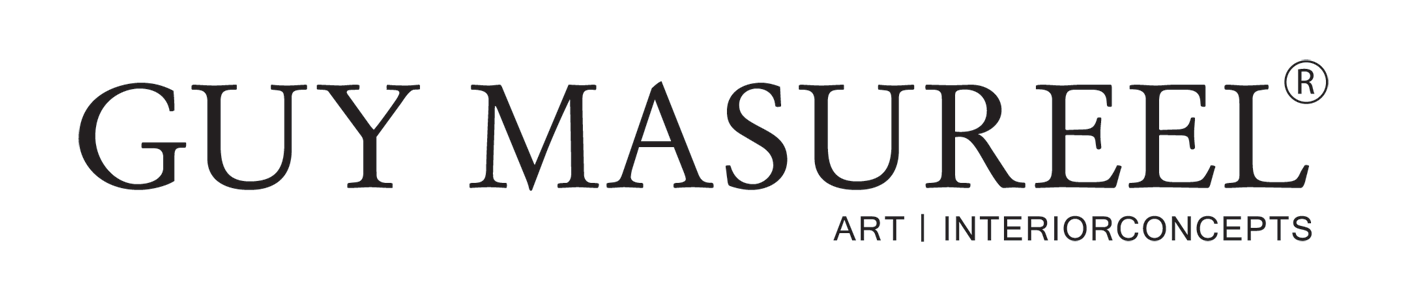 GUY MASUREEL®
ART | INTERIORCONCEPTS